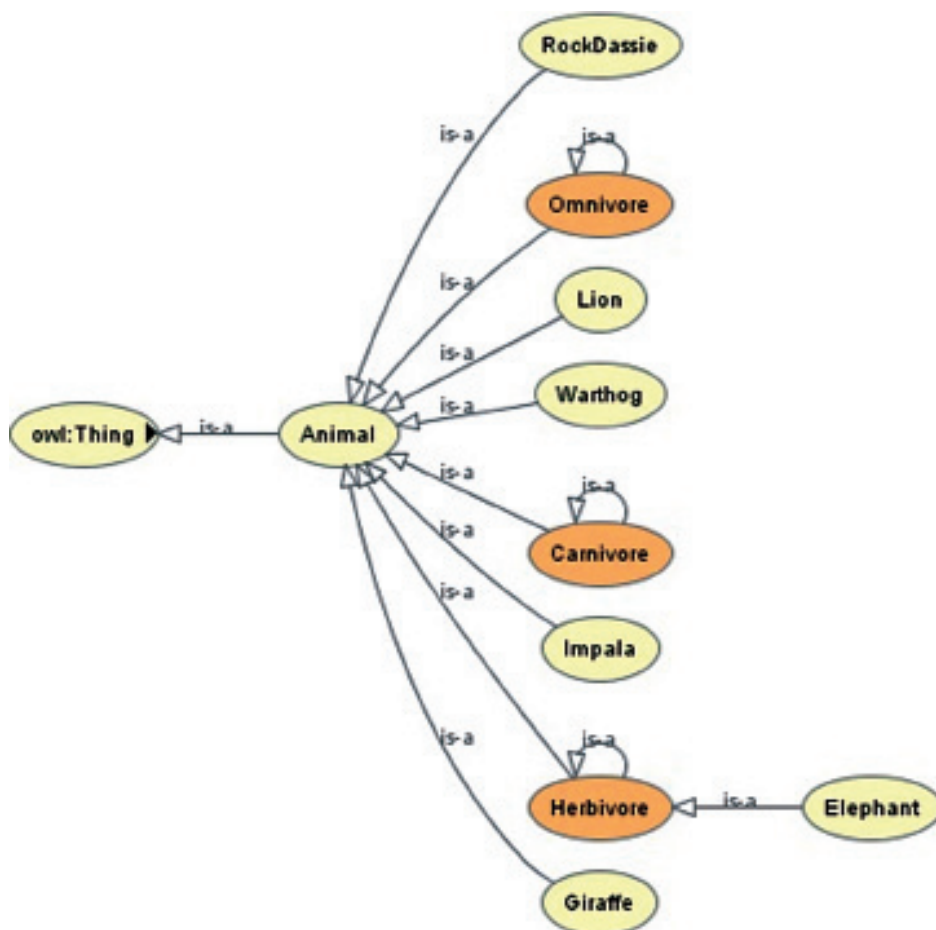 RockDassie
is-a
is-a
Omnivore
is-a
Lion
is-a
Warthog
is-a
owl:Thing
is-a
Animal
is-a
is-a
Carnivore
is-a
Impala
is-a
is-a
is-a
Herbivore
is-a
Elephant
Giraffe